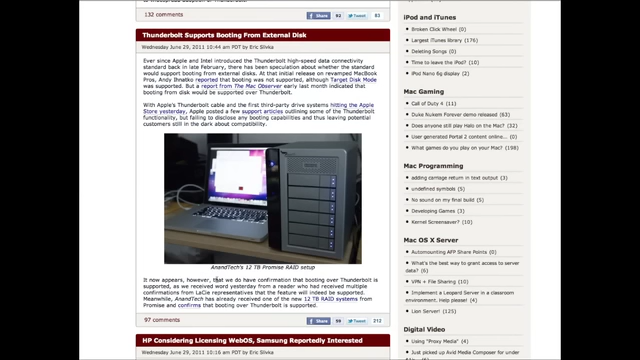 132 comments
Share 92 Tweet 83
Thunderbolt Supports Booting From External Disk
Wednesday June 29, 2011 10:44 am PDT by Eric Slivka
Ever since Apple and Intel introduced the Thunderbolt high-speed data connectivity
standard back in late February, there has been speculation about whether the standard
would support booting from external disks. At that initial release on revamped MacBook
Pros, Andy Ihnatko reported that booting was not supported, although Target Disk Mode
was supported. But a report from The Mac Observer early last month indicated that
booting from disk would be supported over Thunderbolt.
With Apple's Thunderbolt cable and the first third-party drive systems hitting the Apple
Store yesterday, Apple posted a few support articles outlining some of the Thunderbolt
functionality, but failing to disclose any booting capabilities and thus leaving potential
customers still in the dark about compatibility.
AnandTech's 12 TB Promise RAID setup
It now appears, however, that we do have confirmation that booting over Thunderbolt is
supported, as we received word yesterday from a reader who had received multiple
confirmations from LaCie representatives that the feature will indeed be supported.
Meanwhile, AnandTech has already received one of the new 12 TB RAID systems from
Promise and confirms that booting over Thunderbolt is supported.
97 comments
Share 59 Tweet 212
HP Considering Licensing WebOS, Samsung Reportedly Interested
Wednesday June 29, 2011 10:16 am PDT by Eric Slivka
iPod and iTunes
Broken Click Wheel (0)
Largest iTunes library (176)
Deleting Songs (0)
Time to leave the iPod? (10)
iPod Nano 6g display (2)
Mac Gaming
Call of Duty 4 (11)
Duke Nukem Forever demo released (63)
Does anyone still play Halo on the Mac? (32)
User generated Portal 2 content online... (0)
What games do you play on your Mac? (198)
Mac Programming
adding carriage return in text output (3)
undefined symbols (5)
No sound on my final build (5)
Developing Games (3)
Kernel Screensaver? (10)
Mac OS X Server
Automounting AFP Share Points (0)
What's the best way to grant access to server
data? (6)
VPN + File Sharing (10)
Implement a Leopard Server in a classroom
environment. Help please! (4)
Lion Server! (125)
Digital Video
Using "Proxy Media" (4)
Just picked up Avid Media Composer for under